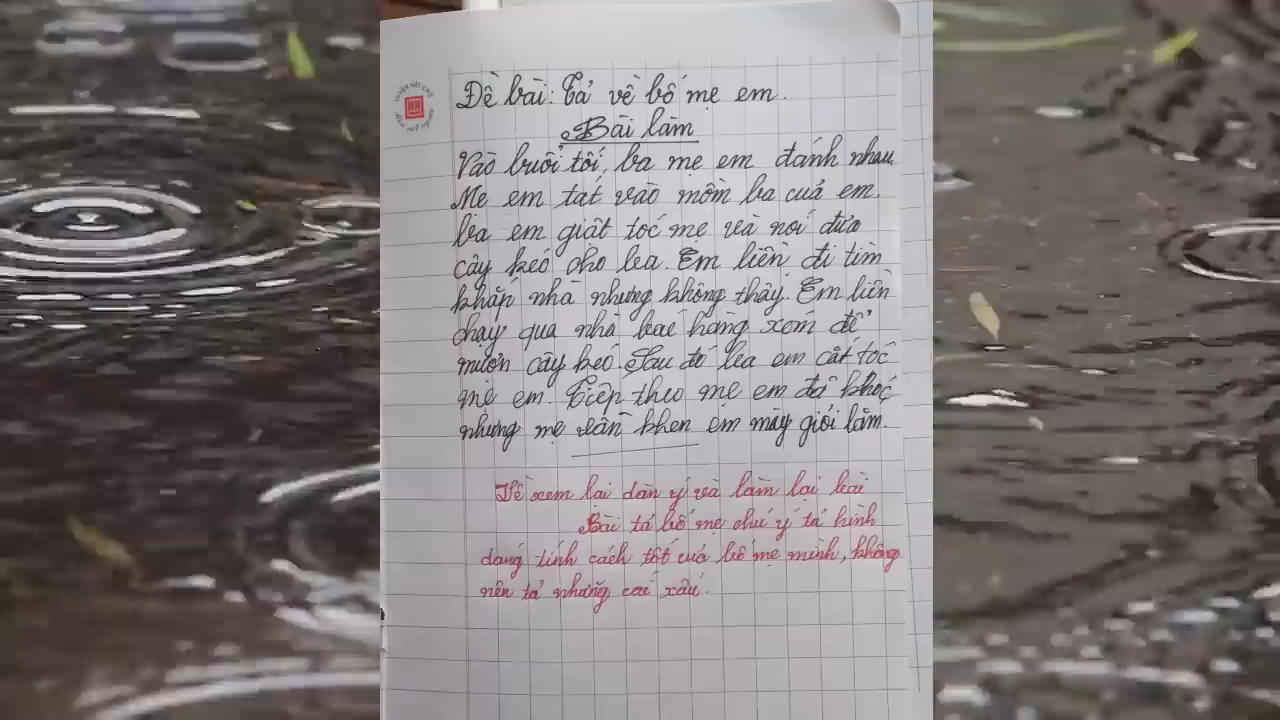 Đề bài: Tả về bố mẹ em.
Bài làm
Vào buổi tối, ba mẹ em đánh nhau.
Mẹ em tát vào mồm ba của em,
ba em giật tóc mẹ và nói đưa
cây kéo cho ba. Em liền đi tìm
khắp nhà nhưng không thấy. Em liền
chạy qua nhà bác hàng xóm để
mượn cây kéo. Sau đó ba em cắt tóc
mẹ em. Tiếp theo mẹ em đã khóc
nhưng mẹ vẫn khen em mày giỏi lắm.
Về xem lại dàn ý và làm lại bài
Bài tả bố mẹ chú ý tả hình
dáng tính cách tốt của bố mẹ mình, không
nên tả những cái xấu.